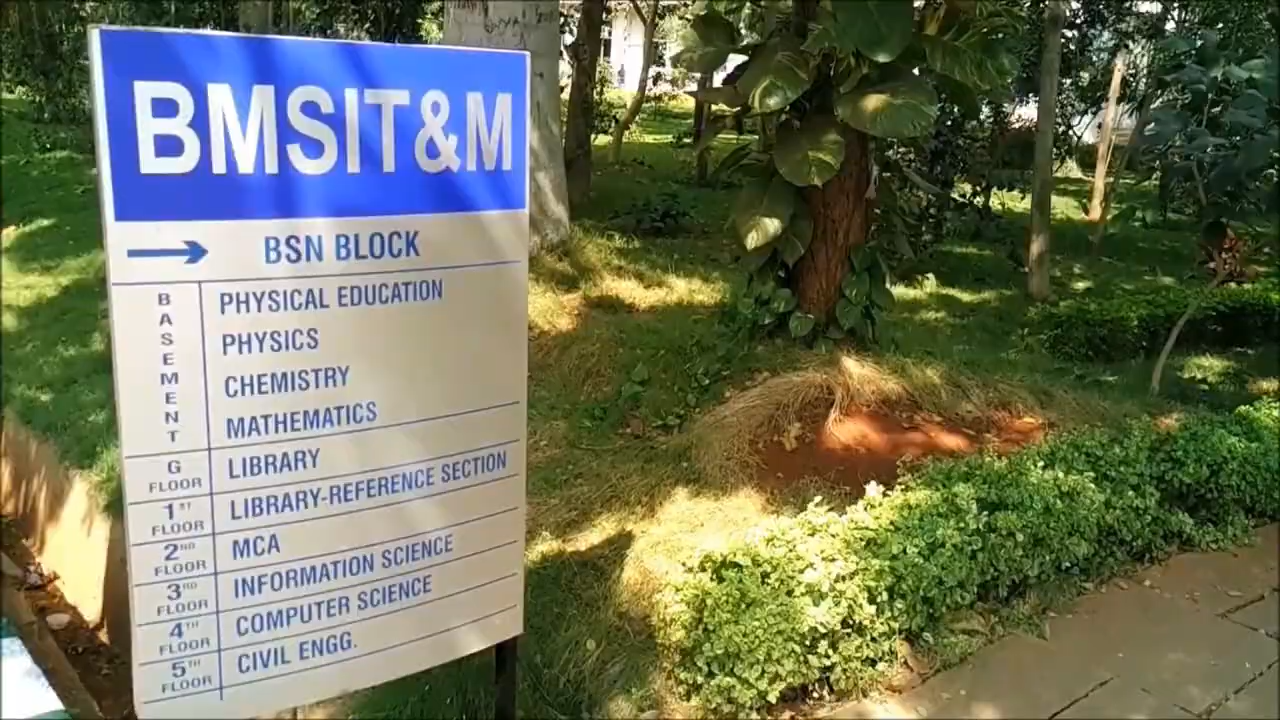 BMSIT&M
BSN BLOCK
BASEMENT
PHYSICAL EDUCATION
PHYSICS
CHEMISTRY
MATHEMATICS
G FLOOR LIBRARY
1ST FLOOR LIBRARY-REFERENCE SECTION
2ND FLOOR MCA
3RD FLOOR INFORMATION SCIENCE
4TH FLOOR COMPUTER SCIENCE
5TH FLOOR CIVIL ENGG.